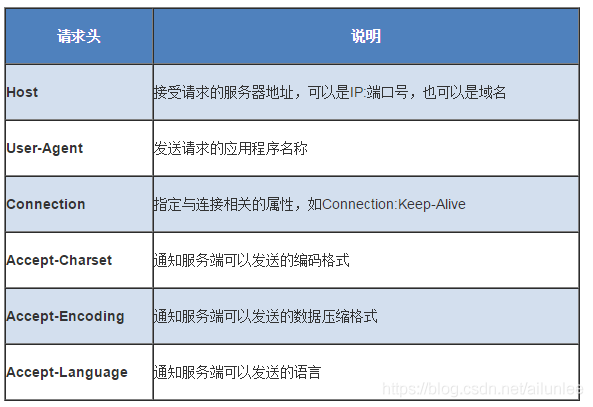 请求头 说明
Host 接受请求的服务器地址，可以是IP:端口号，也可以是域名
User-Agent 发送请求的应用程序名称
Connection 指定与连接相关的属性，如Connection:Keep-Alive
Accept-Charset 通知服务端可以发送的编码格式
Accept-Encoding 通知服务端可以发送的数据压缩格式
Accept-Language 通知服务端可以发送的语言
https://blog.csdn.net/ailunlee